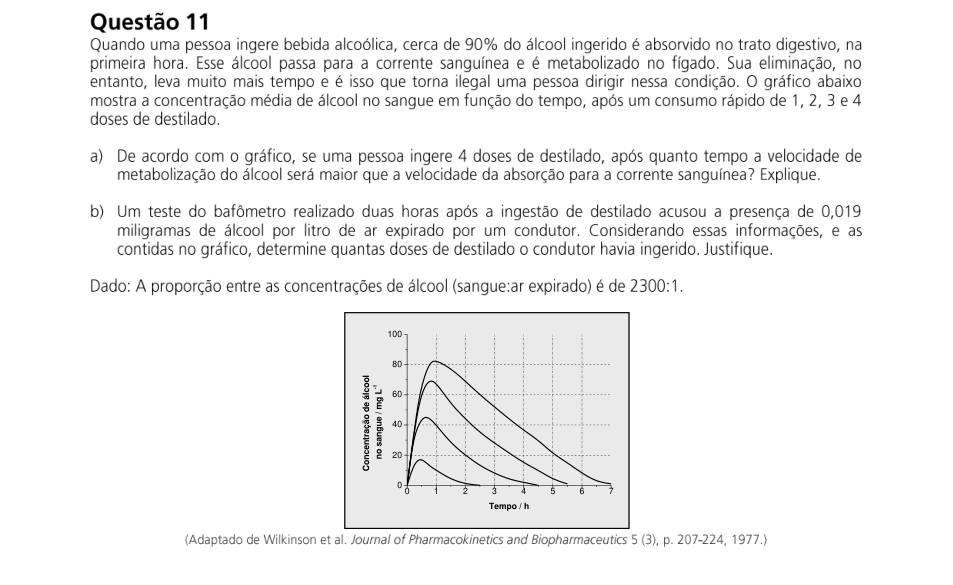 Questão 11
Quando uma pessoa ingere bebida alcoólica, cerca de 90% do álcool ingerido é absorvido no trato digestivo, na
primeira hora. Esse álcool passa para a corrente sanguínea e é metabolizado no fígado. Sua eliminação, no
entanto, leva muito mais tempo e é isso que torna ilegal uma pessoa dirigir nessa condição. O gráfico abaixo
mostra a concentração média de álcool no sangue em função do tempo, após um consumo rápido de 1, 2, 3 e 4
doses de destilado.
a) De acordo com o gráfico, se uma pessoa ingere 4 doses de destilado, após quanto tempo a velocidade de
metabolização do álcool será maior que a velocidade da absorção para a corrente sanguínea? Explique.
b) Um teste do bafômetro realizado duas horas após a ingestão de destilado acusou a presença de 0,019
miligramas de álcool por litro de ar expirado por um condutor. Considerando essas informações, e as
contidas no gráfico, determine quantas doses de destilado o condutor havia ingerido. Justifique.
Dado: A proporção entre as concentrações de álcool (sangue:ar expirado) é de 2300:1.
Concentração de álcool
no sangue / mg L⁻¹
100
80
60
40
20
0
0 1 2 3 4 5 6 7
Tempo / h
(Adaptado de Wilkinson et al. Journal of Pharmacokinetics and Biopharmaceutics 5 (3), p. 207-224, 1977.)